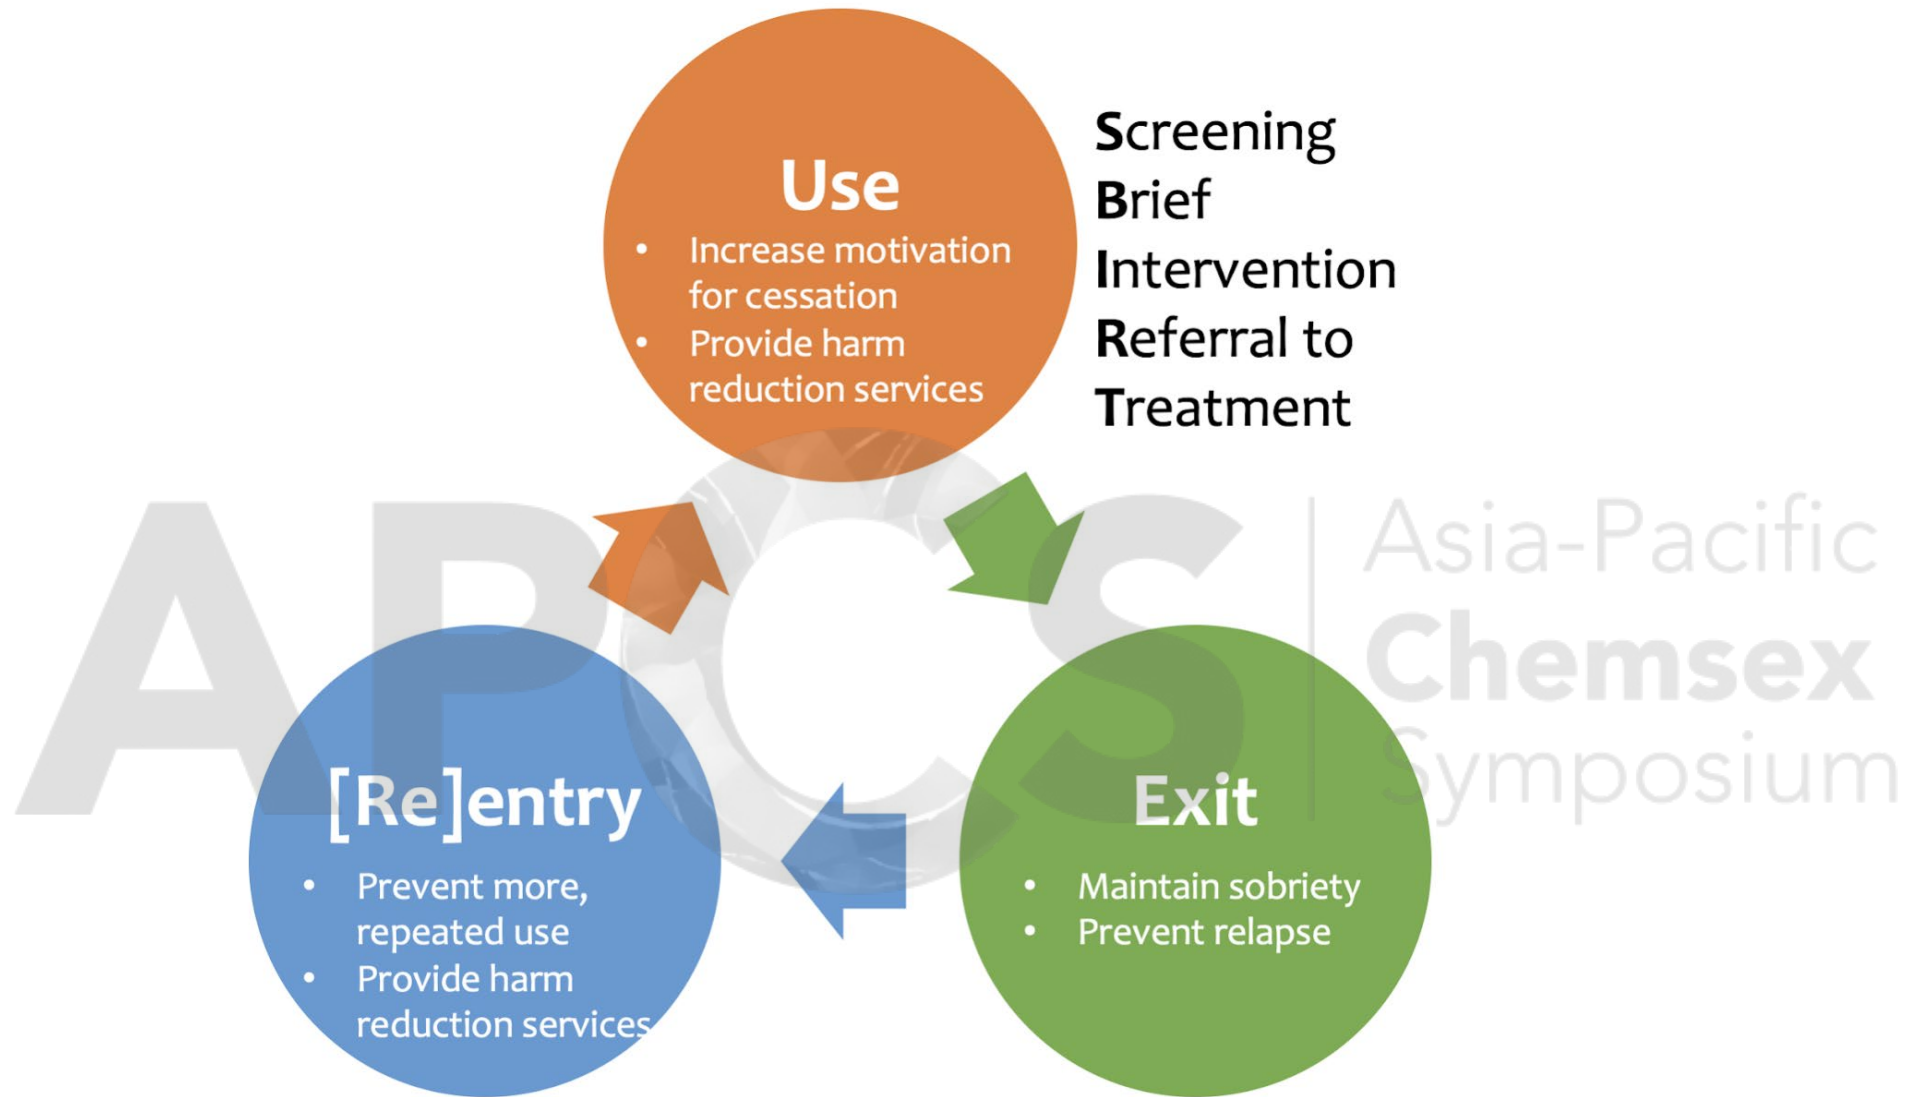 Use
• Increase motivation
for cessation
• Provide harm
reduction services
Screening
Brief
Intervention
Referral to
Treatment
APCS
Asia-Pacific
Chemsex
Symposium
[Re]entry
• Prevent more,
repeated use
• Provide harm
reduction services
Exit
• Maintain sobriety
• Prevent relapse